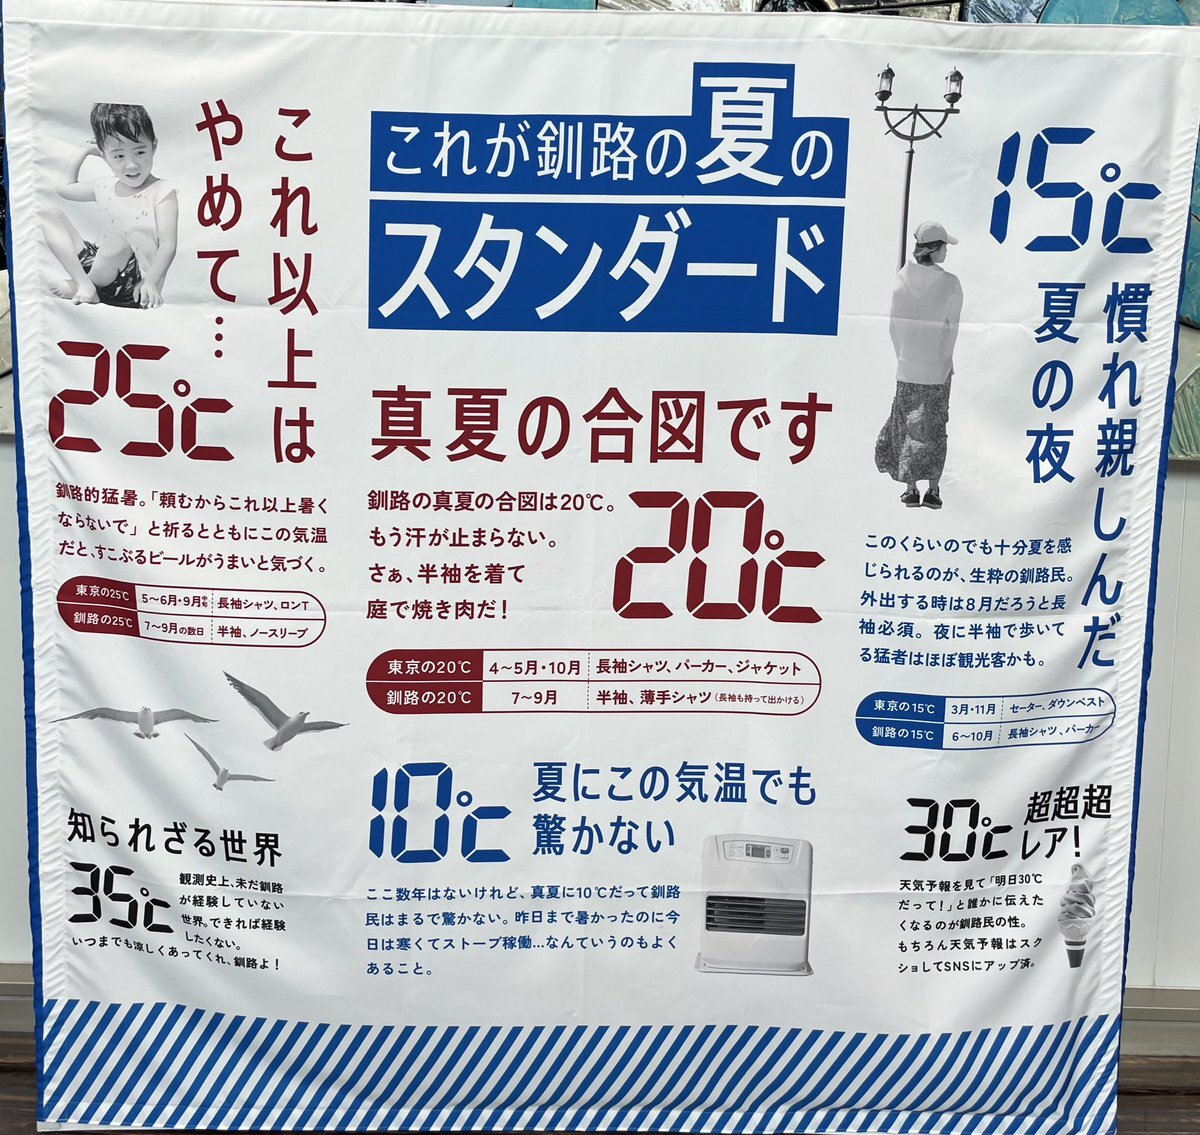 これが釧路の夏の
スタンダード
これ以上は
やめて…
25℃
釧路的猛暑。「頼むからこれ以上暑く
ならないで」と祈るとともにこの気温
だと、すこぶるビールがうまいと気づく。
東京の25℃ 5〜6月・9月中旬 長袖シャツ、ロンT
釧路の25℃ 7〜9月の数日 半袖、ノースリーブ
真夏の合図です
釧路の真夏の合図は20℃。
もう汗が止まらない。
さぁ、半袖を着て
庭で焼き肉だ！
20℃
東京の20℃ 4〜5月・10月 長袖シャツ、パーカー、ジャケット
釧路の20℃ 7〜9月 半袖、薄手シャツ（長袖も持って出かける）
15℃
慣れ親しんだ
夏の夜
このくらいのでも十分夏を感
じられるのが、生粋の釧路民。
外出する時は8月だろうと長
袖必須。夜に半袖で歩いて
る猛者はほぼ観光客かも。
東京の15℃ 3月・11月 セーター、ダウンベスト
釧路の15℃ 6〜10月 長袖シャツ、パーカー
知られざる世界
35℃
観測史上、未だ釧路
が経験していない
世界。できれば経験
したくない。
いつまでも涼しくあってくれ、釧路よ！
10℃
夏にこの気温でも
驚かない
ここ数年はないけれど、真夏に10℃だって釧路
民はまるで驚かない。昨日まで暑かったのに今
日は寒くてストーブ稼働…なんていうのもよく
あること。
30℃
超超超
レア！
天気予報を見て「明日30℃
だって！」と誰かに伝えた
くなるのが釧路民の性。
もちろん天気予報はスク
ショしてSNSにアップ済。